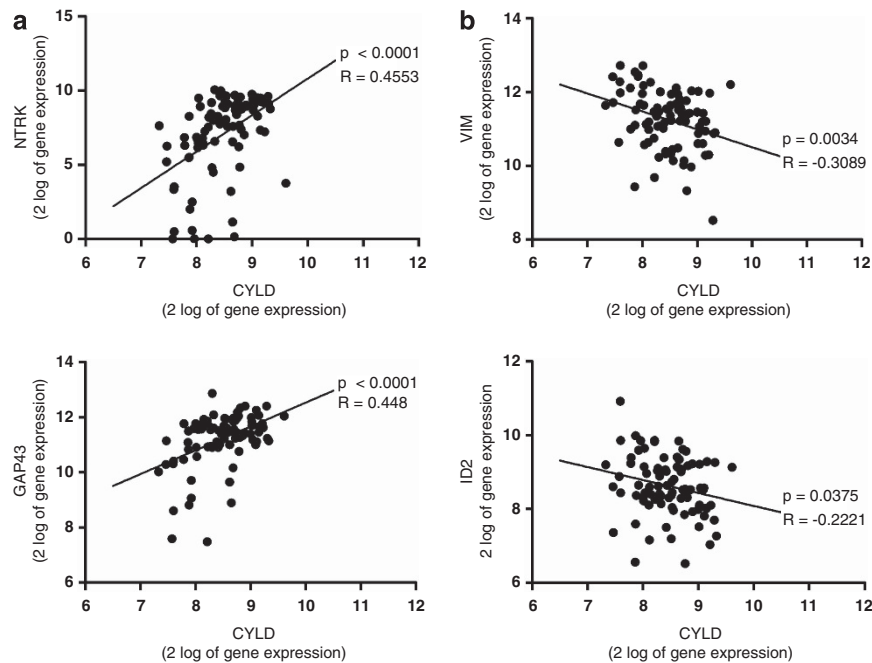 a
15
10
5
0
NTRK
(2 log of gene expression)
p < 0.0001
R = 0.4553
6 7 8 9 10 11 12
CYLD
(2 log of gene expression)
b
14
12
10
8
VIM
(2 log of gene expression)
p = 0.0034
R = -0.3089
6 7 8 9 10 11 12
CYLD
(2 log of gene expression)
14
12
10
8
6
GAP43
(2 log of gene expression)
p < 0.0001
R = 0.448
6 7 8 9 10 11 12
CYLD
(2 log of gene expression)
12
10
8
6
ID2
2 log of gene expression)
p = 0.0375
R = -0.2221
6 7 8 9 10 11 12
CYLD
(2 log of gene expression)